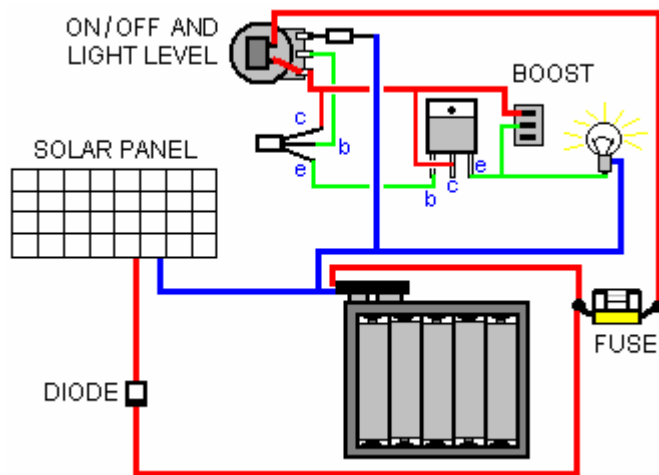 ON/OFF AND
LIGHT LEVEL
BOOST
c
b
e
SOLAR PANEL
e
c
b
FUSE
DIODE